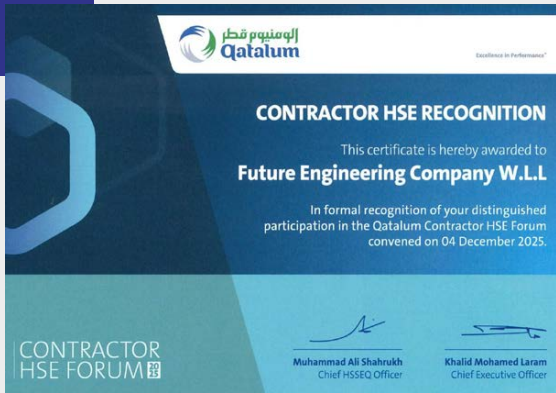 ألومنيوم قطر
Qatalum
Excellence in Performance
CONTRACTOR HSE RECOGNITION
This certificate is hereby awarded to
Future Engineering Company W.L.L
In formal recognition of your distinguished
participation in the Qatalum Contractor HSE Forum
convened on 04 December 2025.
CONTRACTOR
HSE FORUM 2025
Muhammad Ali Shahrukh
Chief HSSEQ Officer
Khalid Mohamed Laram
Chief Executive Officer